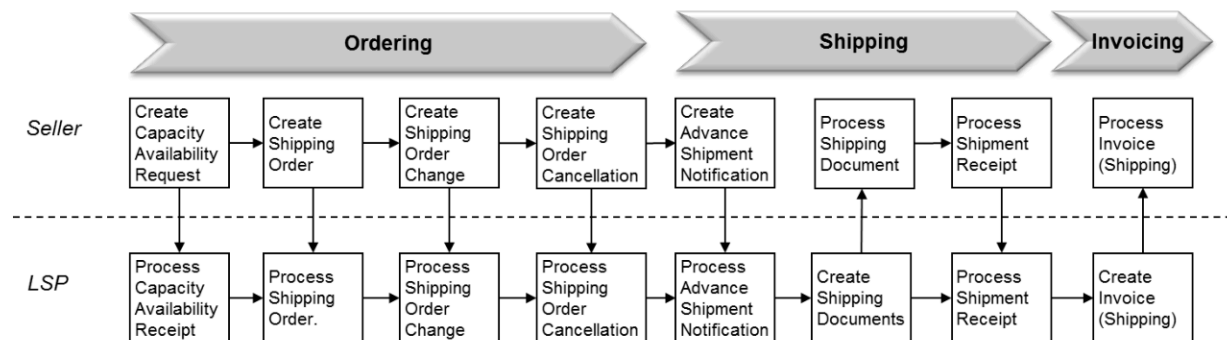 Ordering
Shipping
Invoicing
Seller
Create
Capacity
Availability
Request
Create
Shipping
Order
Create
Shipping
Order
Change
Create
Shipping
Order
Cancellation
Create
Advance
Shipment
Notification
Process
Shipping
Document
Process
Shipment
Receipt
Process
Invoice
(Shipping)
LSP
Process
Capacity
Availability
Receipt
Process
Shipping
Order.
Process
Shipping
Order
Change
Process
Shipping
Order
Cancellation
Process
Advance
Shipment
Notification
Create
Shipping
Documents
Process
Shipment
Receipt
Create
Invoice
(Shipping)